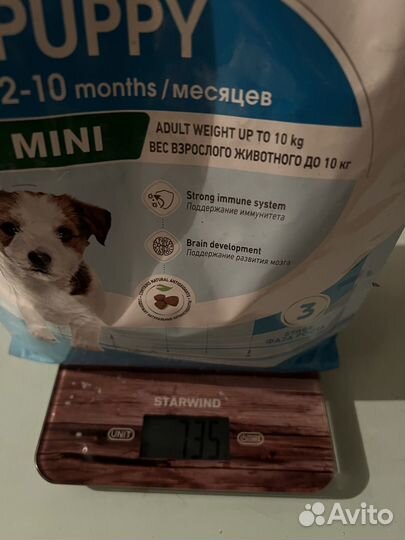 PUPPY
2-10 months/месяцев
MINI
ADULT WEIGHT UP TO 10 kg
ВЕС ВЗРОСЛОГО ЖИВОТНОГО ДО 10 кг
Strong immune system
Поддержание иммунитета
Brain development
Поддержание развития мозга
3
STARWIND
UNIT
735
Avito